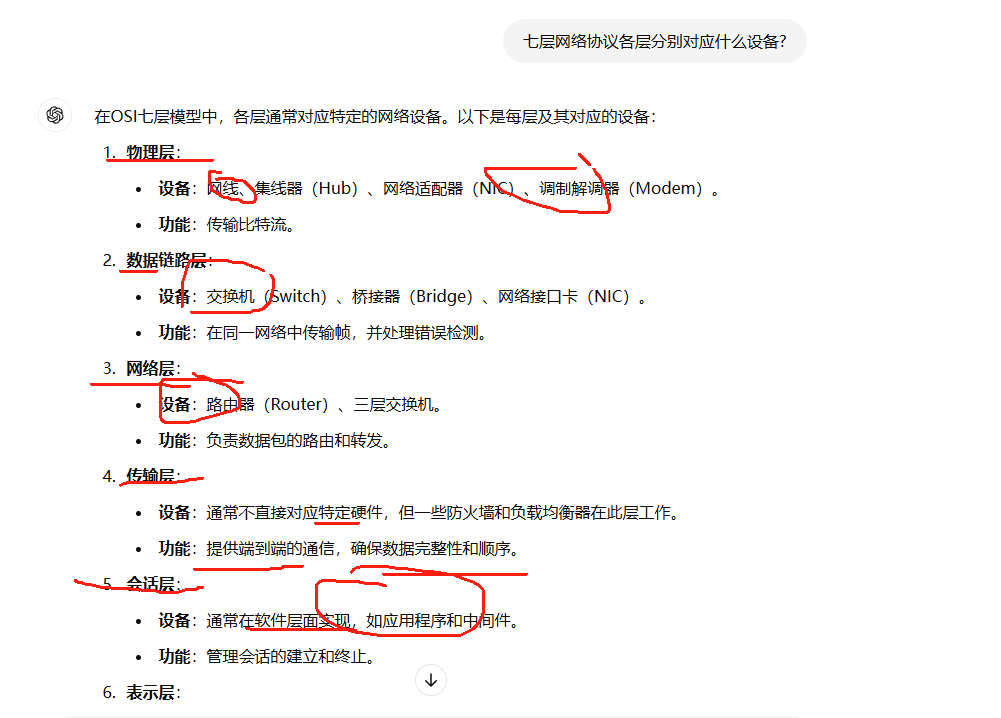 七层网络协议各层分别对应什么设备?
在OSI七层模型中，各层通常对应特定的网络设备。以下是每层及其对应的设备：
1. 物理层：
• 设备：网线、集线器（Hub）、网络适配器（NIC）、调制解调器（Modem）。
• 功能：传输比特流。
2. 数据链路层：
• 设备：交换机（Switch）、桥接器（Bridge）、网络接口卡（NIC）。
• 功能：在同一网络中传输帧，并处理错误检测。
3. 网络层：
• 设备：路由器（Router）、三层交换机。
• 功能：负责数据包的路由和转发。
4. 传输层：
• 设备：通常不直接对应特定硬件，但一些防火墙和负载均衡器在此层工作。
• 功能：提供端到端的通信，确保数据完整性和顺序。
5. 会话层：
• 设备：通常在软件层面实现，如应用程序和中间件。
• 功能：管理会话的建立和终止。
6. 表示层：